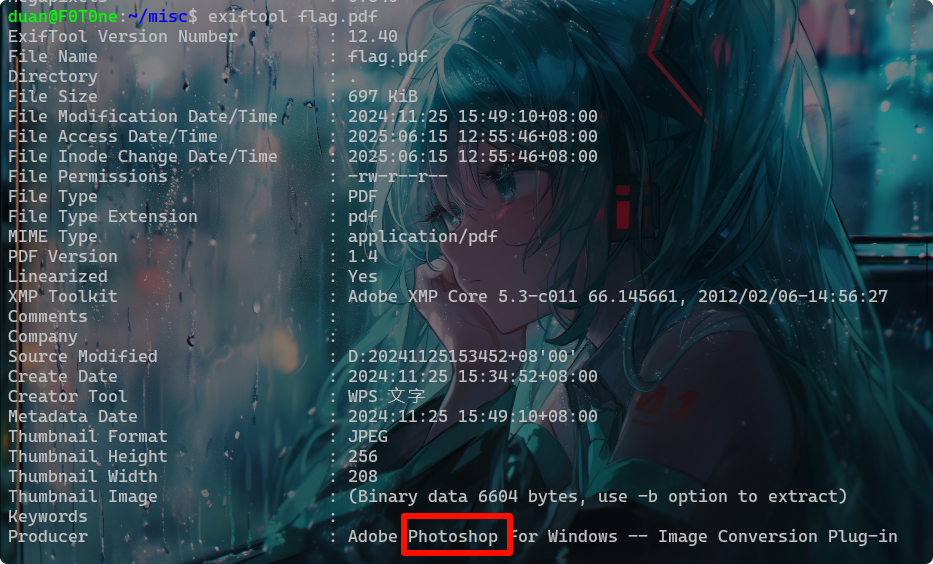 duan@F0T0ne:~/misc$ exiftool flag.pdf
ExifTool Version Number : 12.40
File Name : flag.pdf
Directory : .
File Size : 697 KiB
File Modification Date/Time : 2024:11:25 15:49:10+08:00
File Access Date/Time : 2025:06:15 12:55:46+08:00
File Inode Change Date/Time : 2025:06:15 12:55:46+08:00
File Permissions : -rw-r--r--
File Type : PDF
File Type Extension : pdf
MIME Type : application/pdf
PDF Version : 1.4
Linearized : Yes
XMP Toolkit : Adobe XMP Core 5.3-c011 66.145661, 2012/02/06-14:56:27
Comments :
Company :
Source Modified : D:20241125153452+08'00'
Create Date : 2024:11:25 15:34:52+08:00
Creator Tool : WPS 文字
Metadata Date : 2024:11:25 15:49:10+08:00
Thumbnail Format : JPEG
Thumbnail Height : 256
Thumbnail Width : 208
Thumbnail Image : (Binary data 6604 bytes, use -b option to extract)
Keywords :
Producer : Adobe Photoshop for Windows -- Image Conversion Plug-in